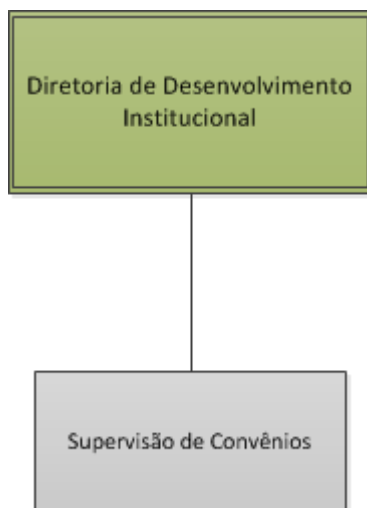 Diretoria de Desenvolvimento
Institucional
Supervisão de Convênios